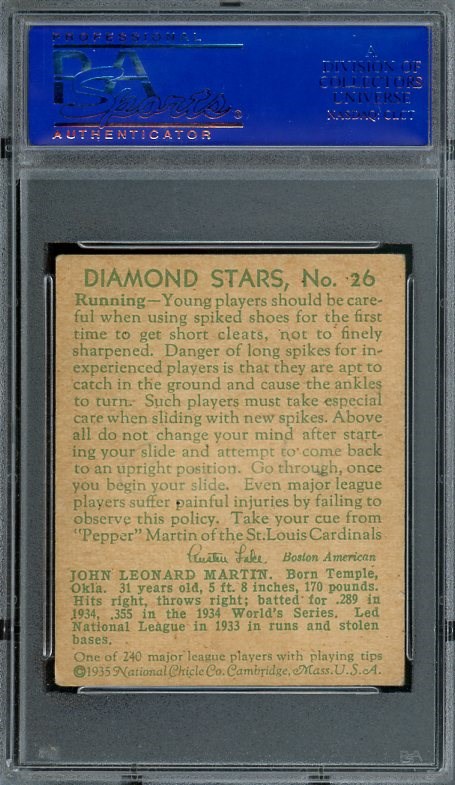 PROFESSIONAL
PSA
Sports
AUTHENTICATOR
A
DIVISION OF
COLLECTORS
UNIVERSE
NASDAQ: CLCT
DIAMOND STARS, No. 26
Running—Young players should be care-
ful when using spiked shoes for the first
time to get short cleats, not to finely
sharpened. Danger of long spikes for in-
experienced players is that they are apt to
catch in the ground and cause the ankles
to turn. Such players must take especial
care when sliding with new spikes. Above
all do not change your mind after start-
ing your slide and attempt to come back
to an upright position. Go through, once
you begin your slide. Even major league
players suffer painful injuries by failing to
observe this policy. Take your cue from
"Pepper" Martin of the St. Louis Cardinals
Austen Lake Boston American
JOHN LEONARD MARTIN. Born Temple,
Okla. 31 years old, 5 ft. 8 inches, 170 pounds.
Hits right, throws right; batted for .289 in
1934, .355 in the 1934 World's Series. Led
National League in 1933 in runs and stolen
bases.
One of 240 major league players with playing tips
©1935 National Chicle Co. Cambridge, Mass. U.S.A.